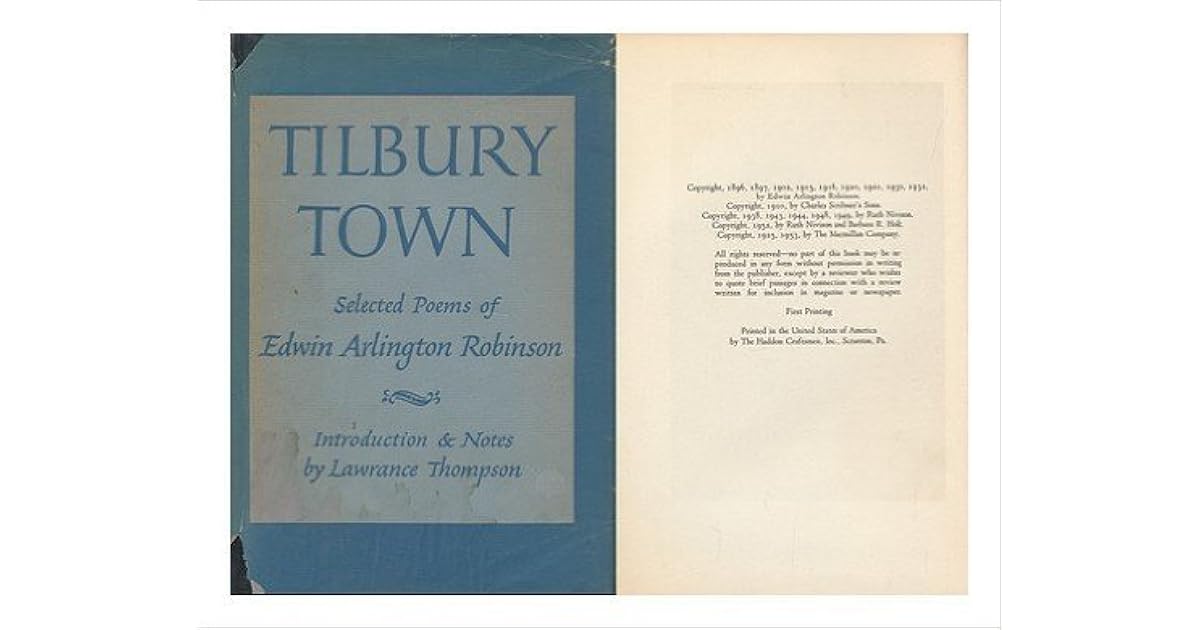 TILBURY
TOWN
Selected Poems of
Edwin Arlington Robinson
Introduction & Notes
by Lawrance Thompson
Copyright, 1896, 1897, 1902, 1915, 1918, 1920, 1921, 1930, 1931,
by Edwin Arlington Robinson.
Copyright, 1910, by Charles Scribner's Sons.
Copyright, 1938, 1943, 1944, 1948, 1949, by Ruth Nivison.
Copyright, 1952, by Ruth Nivison and Barbara R. Holt.
Copyright, 1925, 1953, by The Macmillan Company.
All rights reserved—no part of this book may be re-
produced in any form without permission in writing
from the publisher, except by a reviewer who wishes
to quote brief passages in connection with a review
written for inclusion in magazine or newspaper.
First Printing
Printed in the United States of America
by The Haddon Craftsmen, Inc., Scranton, Pa.